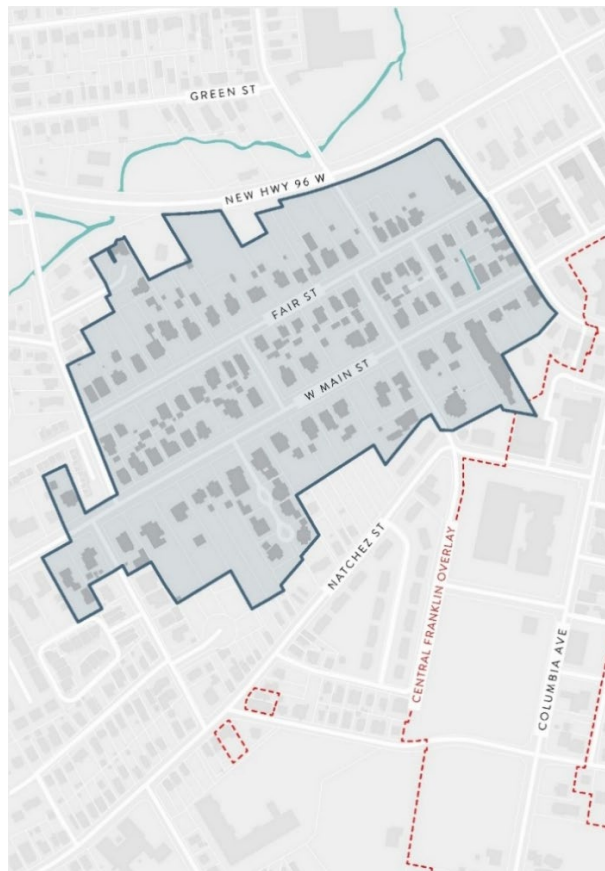 GREEN ST
NEW HWY 96 W
FAIR ST
W MAIN ST
NATCHEZ ST
CENTRAL FRANKLIN OVERLAY
COLUMBIA AVE